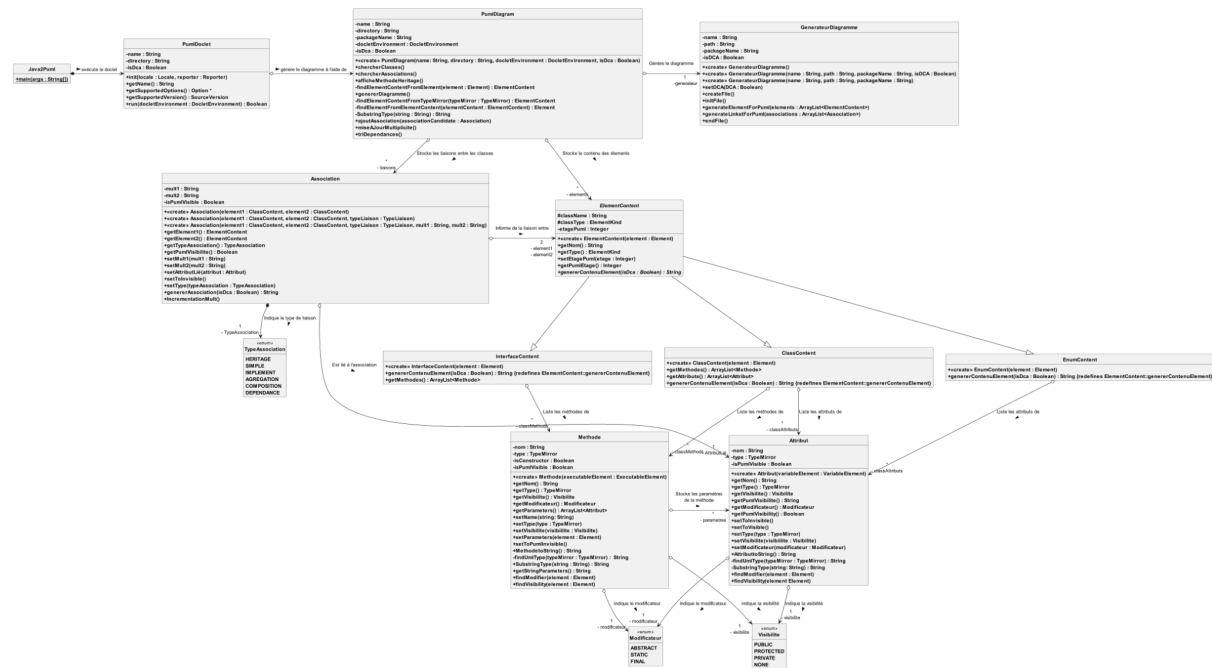 Java2Puml
+main(args : String[])
exécute le doclet
PumlDoclet
-name : String
-directory : String
-isDca : Boolean
+init(locale : Locale, reporter : Reporter)
+getName() : String
+getSupportedOptions() : Option *
+getSupportedVersion() : SourceVersion
+run(docletEnvironment : DocletEnvironment) : Boolean
génére le diagramme à l'aide de
PumlDiagram
-name : String
-directory : String
-packageName : String
-docletEnvironment : DocletEnvironment
-isDca : Boolean
+«create» PumlDiagram(name: String, directory : String, docletEnvironment : DocletEnvironment, isDca : Boolean)
+chercherClasses()
+chercherAssociations()
+afficheMethodeHeritage()
-findElementContentFromElement(element : Element) : ElementContent
+genererDiagramme()
-findElementContentFromTypeMirror(typeMirror : TypeMirror) : ElementContent
-findElementFromElementContent(elementContent : ElementContent) : Element
-SubstringType(string : String) : String
+ajoutAssociation(associationCandidate : Association)
+miseAJourMultiplicite()
+triDependances()
Génére le diagramme
1
-generateur
GenerateurDiagramme
-name : String
-path : String
-packageName : String
-isDCA : Boolean
+«create» GenerateurDiagramme()
+«create» GenerateurDiagramme(name : String, path : String, packageName : String, isDCA : Boolean)
+«create» GenerateurDiagramme(name : String, path : String, packageName : String)
+setDCA(DCA : Boolean)
+createFile()
+initFile()
+generateElementForPuml(elements : ArrayList<ElementContent>)
+generateLinkstForPuml(associations : ArrayList<Association>)
+endFile()
Stocke les liaisons entre les classes
*
- liaisons
Stocke le contenu des élements
*
- elements
Association
-mult1 : String
-mult2 : String
-isPumlVisible : Boolean
+«create» Association(element1 : ClassContent, element2 : ClassContent)
+«create» Association(element1 : ClassContent, element2 : ClassContent, typeLiaison : TypeLiaison)
+«create» Association(element1 : ClassContent, element2 : ClassContent, typeLiaison : TypeLiaison, mult1 : String, mult2 : String)
+getElement1() : ElementContent
+getElement2() : ElementContent
+getTypeAssociation() : TypeAssociation
+getPumlVisibilite() : Boolean
+setMult1(mult1 : String)
+setMult2(mult2 : String)
+setAttributLié(attribut : Attribut)
+setToInvisible()
+setType(typeAssociation : TypeAssociation)
+genererAssociation(isDca : Boolean) : String
+IncrementationMult()
Informe de la liaison entre
2
- element1
- element2
ElementContent
#className : String
#classType : ElementKind
-etagePuml : Integer
+«create» ElementContent(element : Element)
+getNom() : String
+getType() : ElementKind
+setEtagePuml(etage : Integer)
+getPumlEtage() : Integer
+genererContenuElement(isDca : Boolean) : String
Indique le type de liaison
1
- TypeAssociation
«enum»
TypeAssociation
HERITAGE
SIMPLE
IMPLEMENT
AGREGATION
COMPOSITION
DEPENDANCE
Est lié à l'association
InterfaceContent
+«create» InterfaceContent(element : Element)
+genererContenuElement(isDca : Boolean) : String {redefines ElementContent::genererContenuElement}
+getMethodes() : ArrayList<Methode>
ClassContent
+«create» ClassContent(element : Element)
+getMethodes() : ArrayList<Methode>
+getAttributs() : ArrayList<Attribut>
+genererContenuElement(isDca : Boolean) : String {redefines ElementContent::genererContenuElement}
EnumContent
+«create» EnumContent(element : Element)
+genererContenuElement(isDca : Boolean) : String {redefines ElementContent::genererContenuElement}
Liste les méthodes de
*
- classMethods
Liste les méthodes de
Liste les attributs de
*
- classAttributs
Liste les attributs de
Methode
-nom : String
-type : TypeMirror
-isConstructor : Boolean
-isPumlVisible : Boolean
+«create» Methode(executableElement : ExecutableElement)
+getNom() : String
+getType() : TypeMirror
+getVisibilite() : Visibilite
+getModificateur() : Modificateur
+getParameters() : ArrayList<Attribut>
+setName(string: String)
+setType(type : TypeMirror)
+setVisibilite(visibilite : Visibilite)
+setParameters(element : Element)
+setToPumlInvisible()
+MethodetoString() : String
-findUmlType(typeMirror : TypeMirror) : String
+SubstringType(string : String) : String
+getStringParameters() : String
+findModifier(element : Element)
+findVisibility(element : Element)
Stocke les paramètres
de la méthode
*
- parametres
Attribut
-nom : String
-type : TypeMirror
-isPumlVisible : Boolean
+«create» Attribut(variableElement : VariableElement)
+getNom() : String
+getType() : TypeMirror
+getVisibilite() : Visibilite
+getPumlVisibility() : String
+getModificateur() : Modificateur
+getPumlVisibility() : Boolean
+setToInvisible()
+setToVisible()
+setType(type : TypeMirror)
+setVisibilite(visibilite : Visibilite)
+setModificateur(modificateur : Modificateur)
+AttributtoString() : String
-findUmlType(typeMirror : TypeMirror) : String
-SubstringType(string: String) : String
+findModifier(element : Element)
+findVisibility(element Element)
*
classAttributs
indique le modificateur
1
- modificateur
indique le modificateur
1
- modificateur
indique la visibilité
1
- visibilite
indique la visibilité
1
visibilite
«enum»
Modificateur
ABSTRACT
STATIC
FINAL
«enum»
Visibilite
PUBLIC
PROTECTED
PRIVATE
NONE